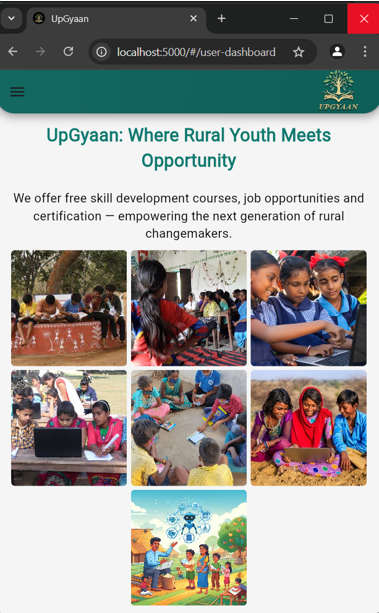 UpGyaan
localhost:5000/#/user-dashboard
UPGYAAN
UpGyaan: Where Rural Youth Meets
Opportunity
We offer free skill development courses, job opportunities and
certification — empowering the next generation of rural
changemakers.